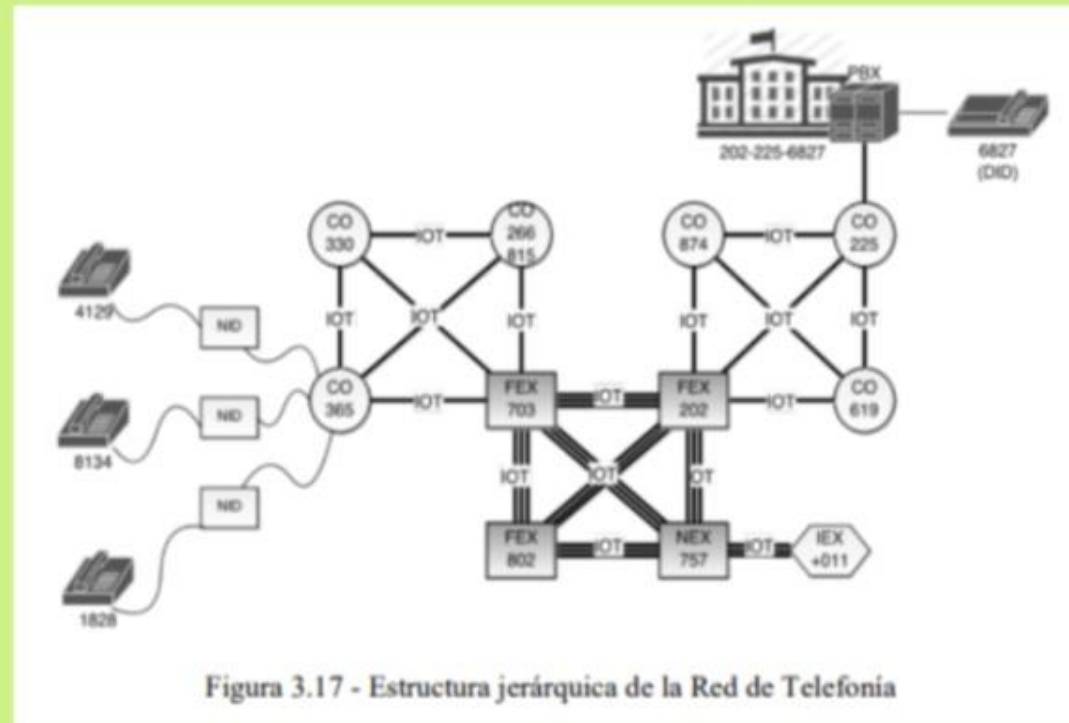 PBX
202-225-6827
6827
(DID)
CO
330
IOT
CO
266
815
CO
874
IOT
CO
225
4129
NID
IOT
IOT
IOT
IOT
IOT
IOT
8134
NID
CO
365
IOT
FEX
703
IOT
FEX
202
IOT
CO
619
NID
IOT
IOT
IOT
1828
FEX
802
IOT
NEX
757
IOT
IEX
+011
Figura 3.17 - Estructura jerárquica de la Red de Telefonía